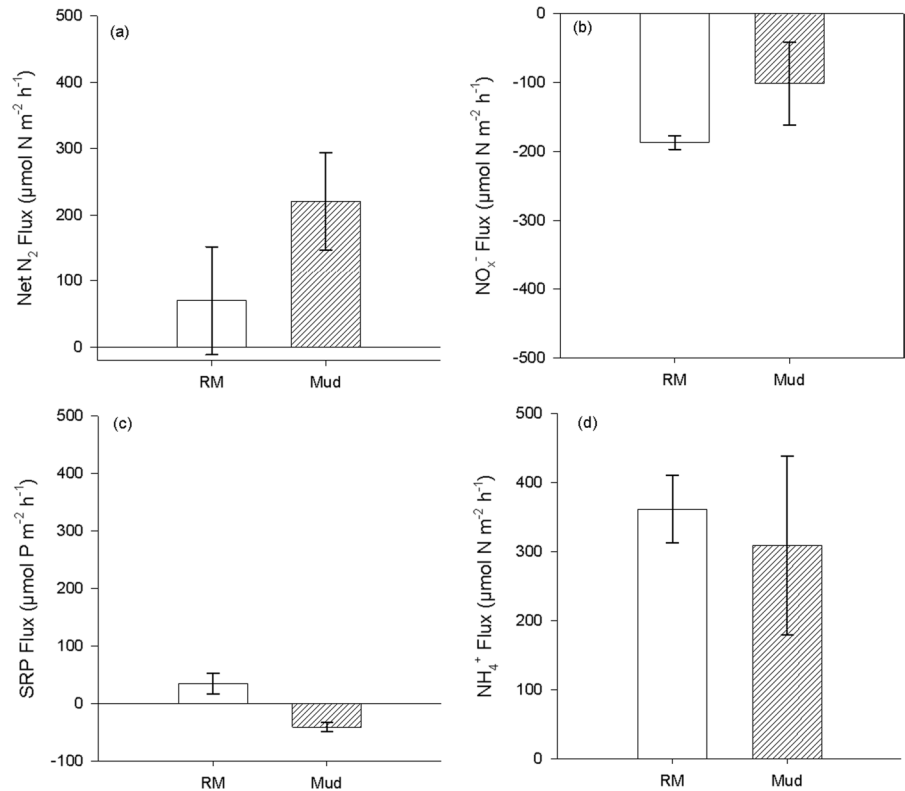 (a)
Net N₂ Flux (µmol N m⁻² h⁻¹)
500
400
300
200
100
0
RM Mud
(b)
NOₓ⁻ Flux (µmol N m⁻² h⁻¹)
0
-100
-200
-300
-400
-500
RM Mud
(c)
SRP Flux (µmol P m⁻² h⁻¹)
500
400
300
200
100
0
-100
RM Mud
(d)
NH₄⁺ Flux (µmol N m⁻² h⁻¹)
500
400
300
200
100
0
RM Mud